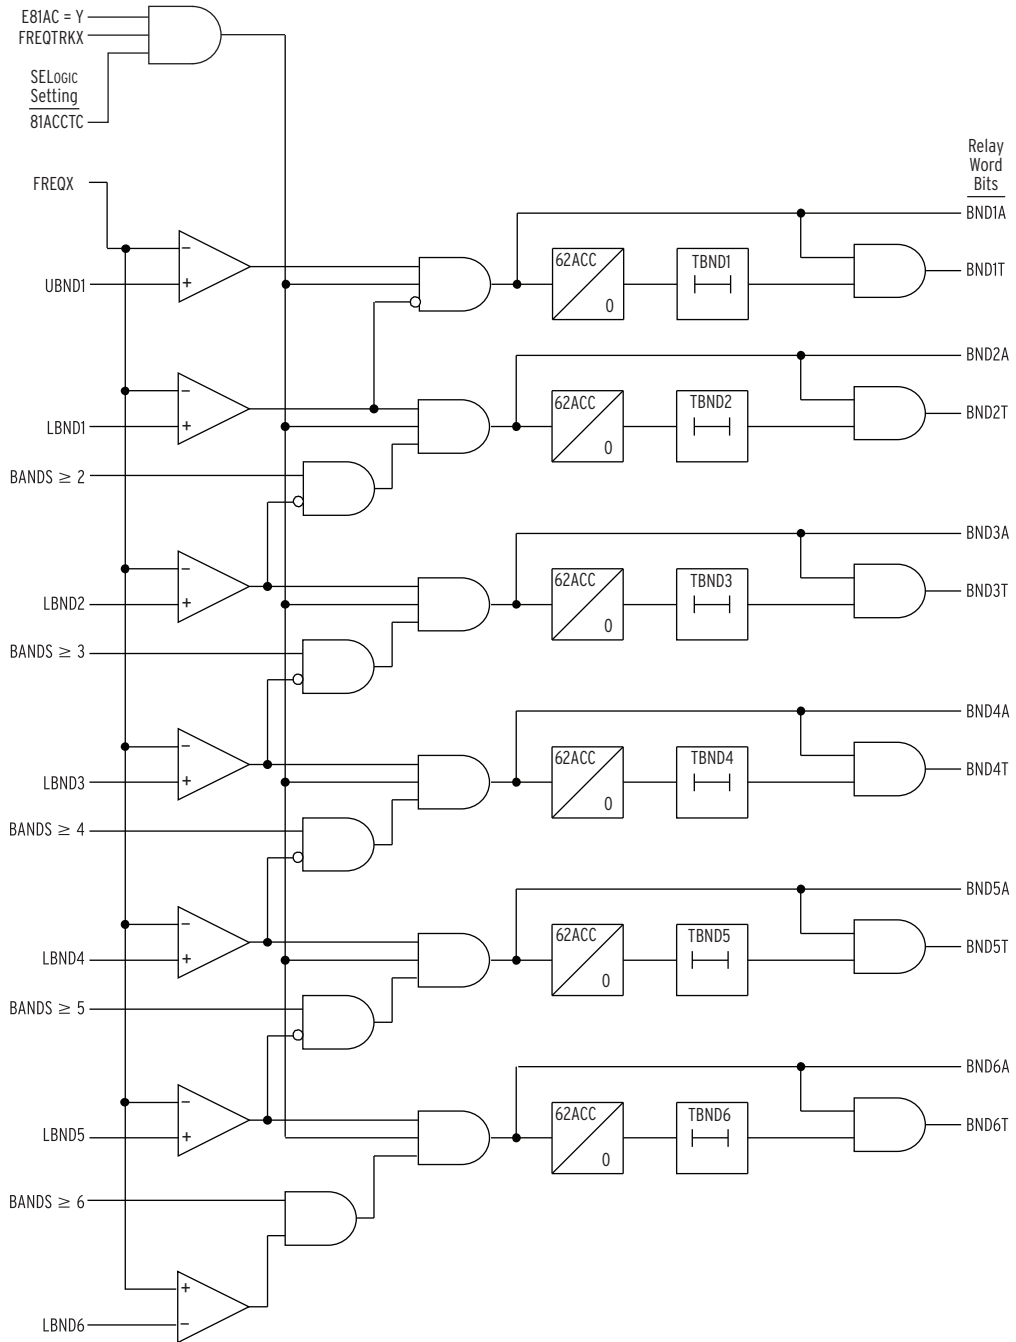 E81AC = Y
FREQTRKX
SELOGIC
Setting
81ACCTC
FREQX
Relay
Word
Bits
BND1A
62ACC
0
TBND1
BND1T
UBND1
BND2A
62ACC
0
TBND2
BND2T
LBND1
BANDS ≥ 2
BND3A
62ACC
0
TBND3
BND3T
LBND2
BANDS ≥ 3
BND4A
62ACC
0
TBND4
BND4T
LBND3
BANDS ≥ 4
BND5A
62ACC
0
TBND5
BND5T
LBND4
BANDS ≥ 5
BND6A
62ACC
0
TBND6
BND6T
LBND5
BANDS ≥ 6
LBND6